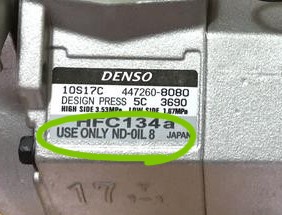 DENSO
10S17C 447260-8080
DESIGN PRESS 5C 3690
HIGH SIDE 3.53MPa LOW SIDE 1.67MPa
HFC134a
USE ONLY ND-OIL 8 JAPAN
17